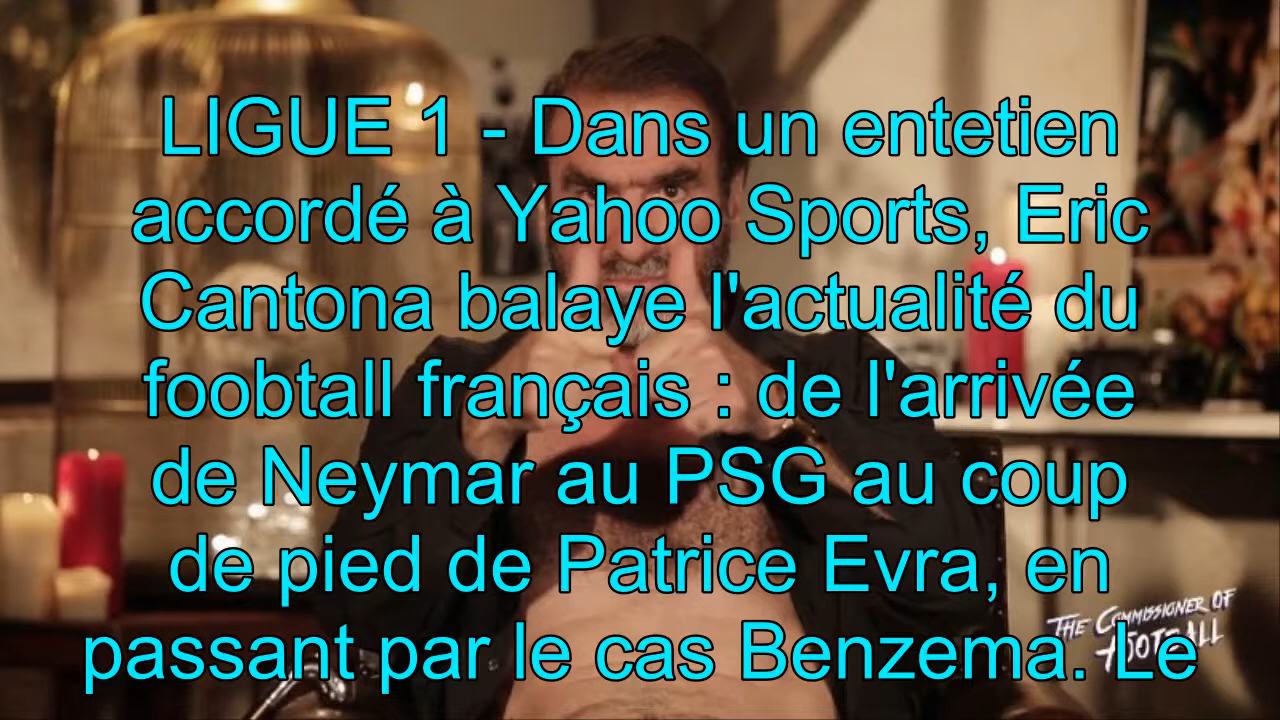 LIGUE 1 - Dans un entetien
accordé à Yahoo Sports, Eric
Cantona balaye l'actualité du
foobtall français : de l'arrivée
de Neymar au PSG au coup
de pied de Patrice Evra, en
passant par le cas Benzema. Le
THE COMMISSIONER OF
FOOTBALL